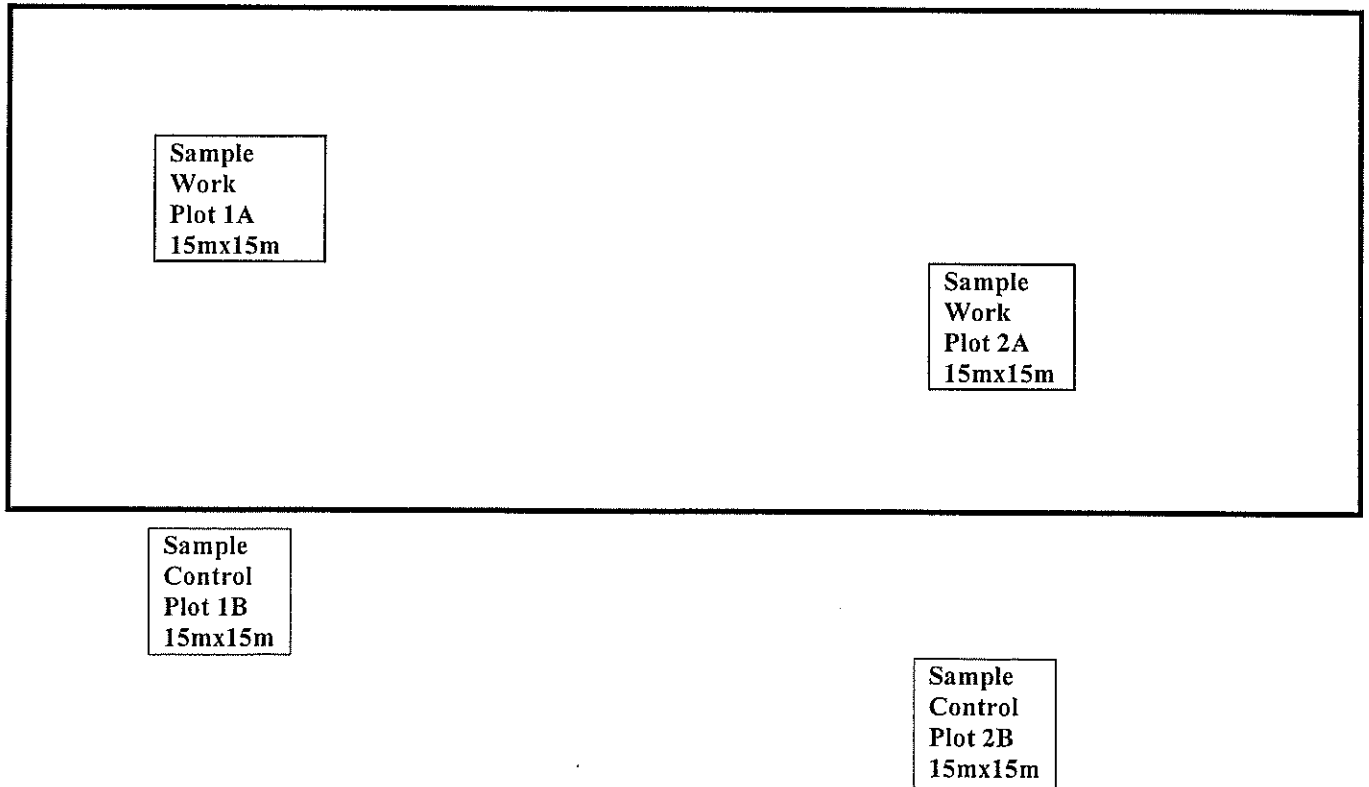 Sample
Work
Plot 1A
15mx15m
Sample
Work
Plot 2A
15mx15m
Sample
Control
Plot 1B
15mx15m
Sample
Control
Plot 2B
15mx15m